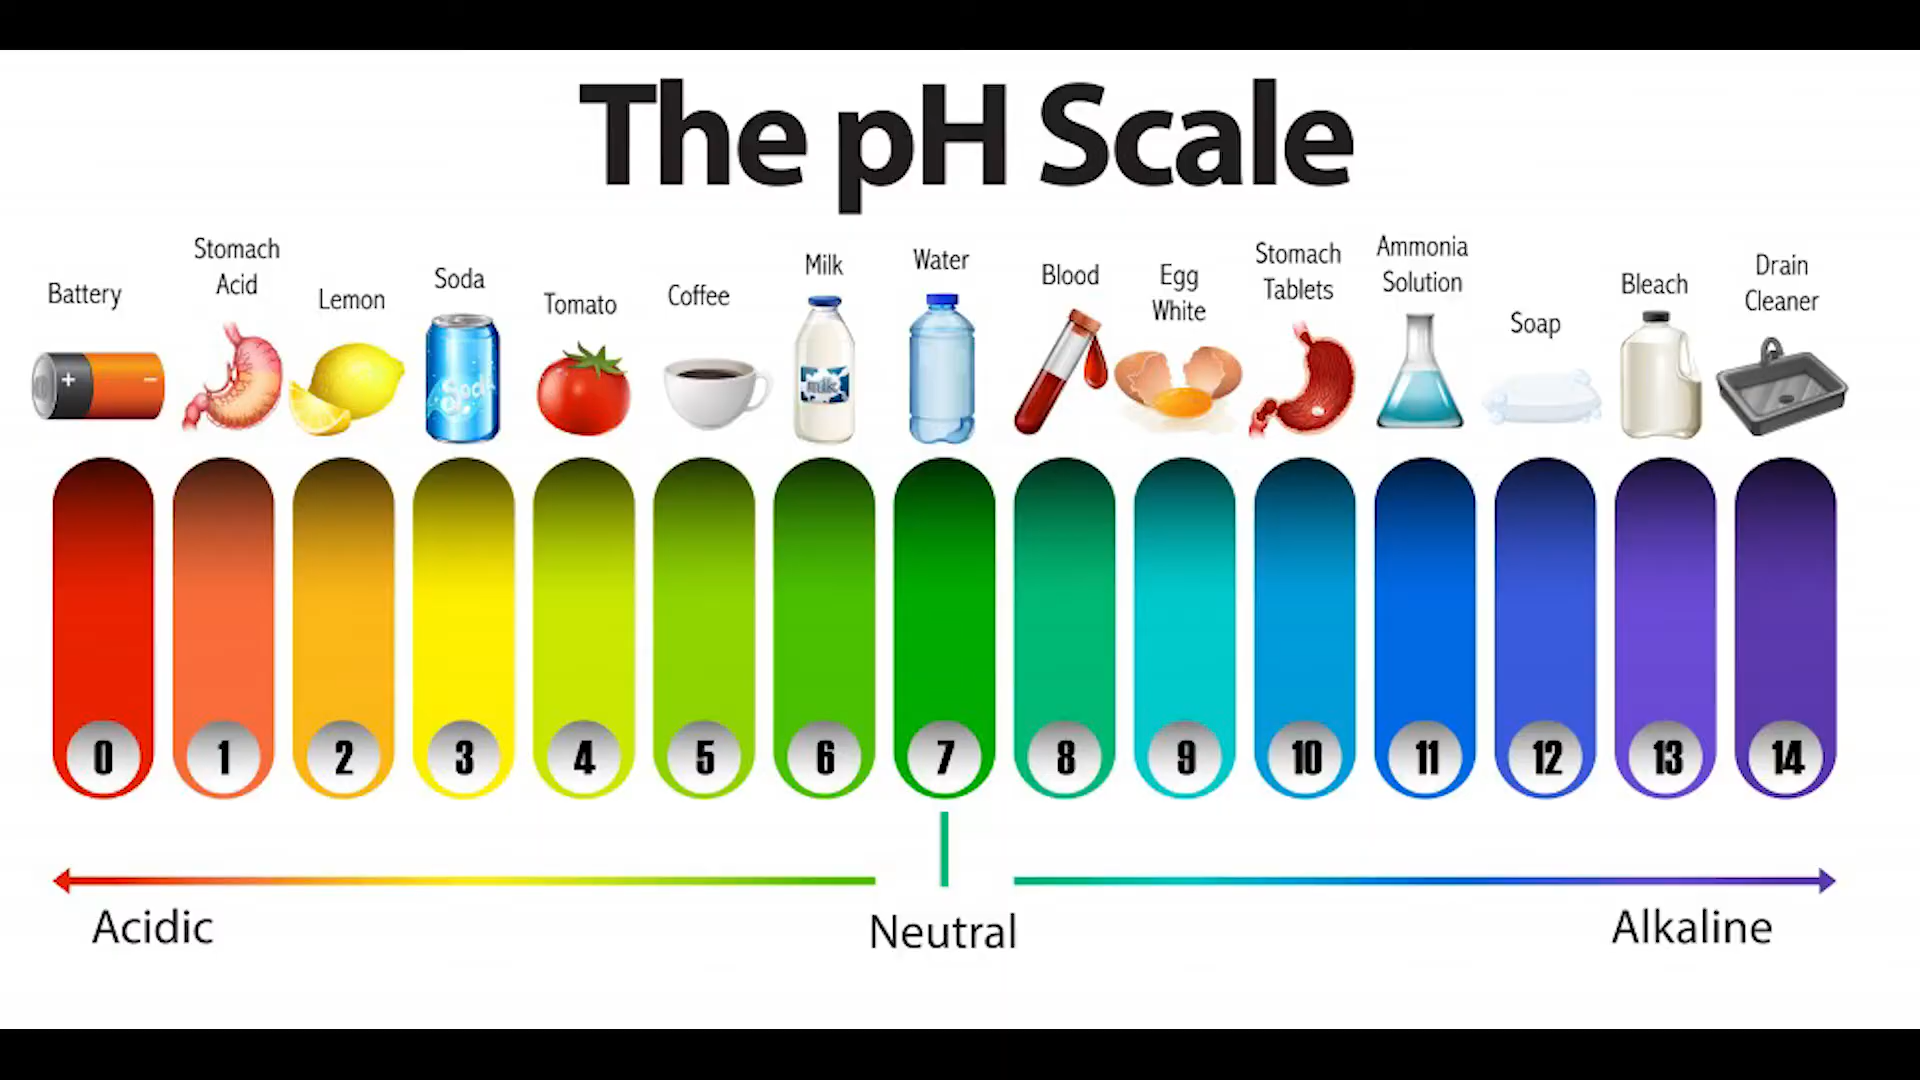 The pH Scale
Battery
Stomach
Acid
Lemon
Soda
Tomato
Coffee
Milk
Water
Blood
Egg
White
Stomach
Tablets
Ammonia
Solution
Soap
Bleach
Drain
Cleaner
+ −
Soda
milk
0 1 2 3 4 5 6 7 8 9 10 11 12 13 14
Acidic
Neutral
Alkaline